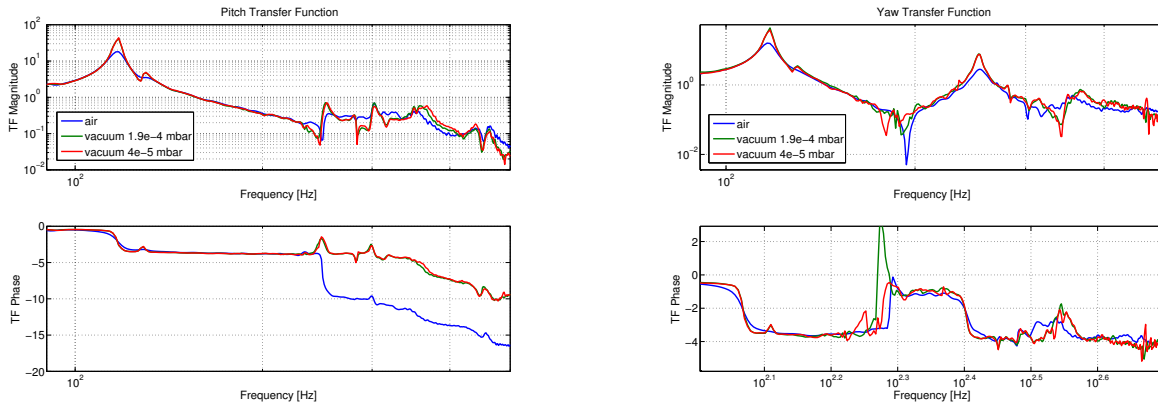 Pitch Transfer Function
10^2
10^1
10^0
10^-1
10^-2
TF Magnitude
air
vacuum 1.9e−4 mbar
vacuum 4e−5 mbar
10^2
Frequency [Hz]
Yaw Transfer Function
10^0
10^-2
TF Magnitude
air
vacuum 1.9e−4 mbar
vacuum 4e−5 mbar
10^2
Frequency [Hz]
0
−5
−10
−15
−20
TF Phase
10^2
Frequency [Hz]
2
0
−2
−4
TF Phase
10^2.1
10^2.2
10^2.3
10^2.4
10^2.5
10^2.6
Frequency [Hz]